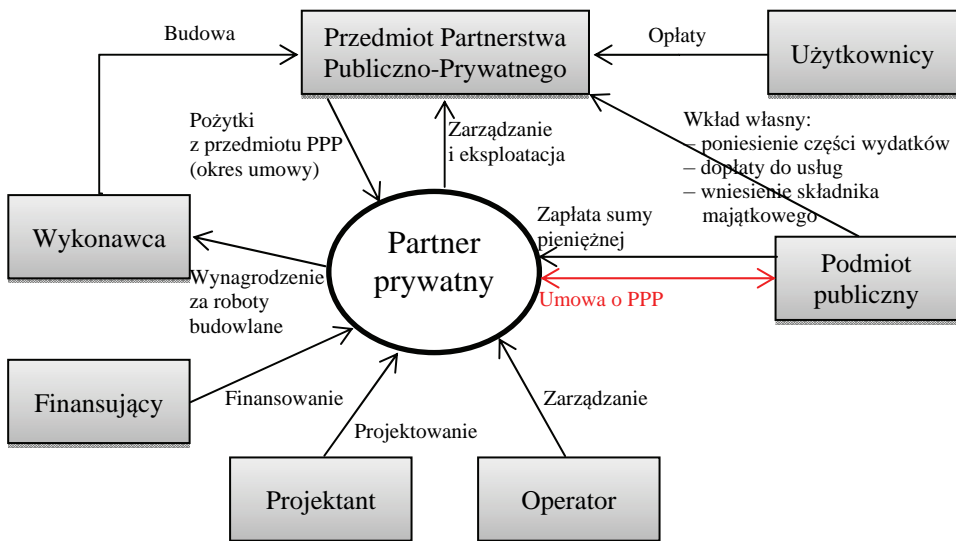 Budowa
Przedmiot Partnerstwa
Publiczno-Prywatnego
Opłaty
Użytkownicy
Pożytki
z przedmiotu PPP
(okres umowy)
Zarządzanie
i eksploatacja
Wkład własny:
– poniesienie części wydatków
– dopłaty do usług
– wniesienie składnika
majątkowego
Wykonawca
Partner
prywatny
Zapłata sumy
pieniężnej
Podmiot
publiczny
Wynagrodzenie
za roboty
budowlane
Umowa o PPP
Finansujący
Finansowanie
Zarządzanie
Projektowanie
Projektant
Operator